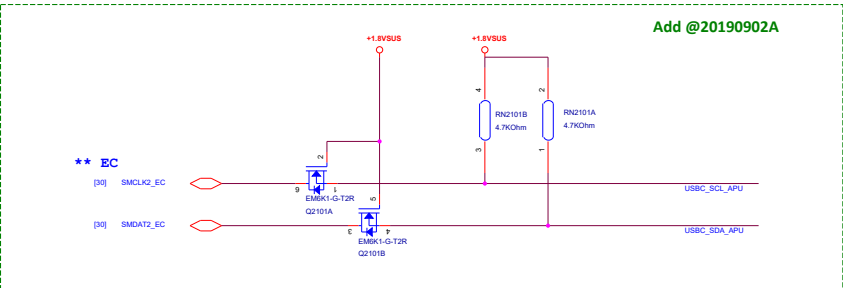 Add @20190902A
+1.8VSUS
+1.8VSUS
4
2
RN2101B
4.7KOhm
RN2101A
4.7KOhm
3
1
** EC
2
[30] SMCLK2_EC
6
1
USBC_SCL_APU
EM6K1-G-T2R
Q2101A
5
[30] SMDAT2_EC
3
4
USBC_SDA_APU
EM6K1-G-T2R
Q2101B